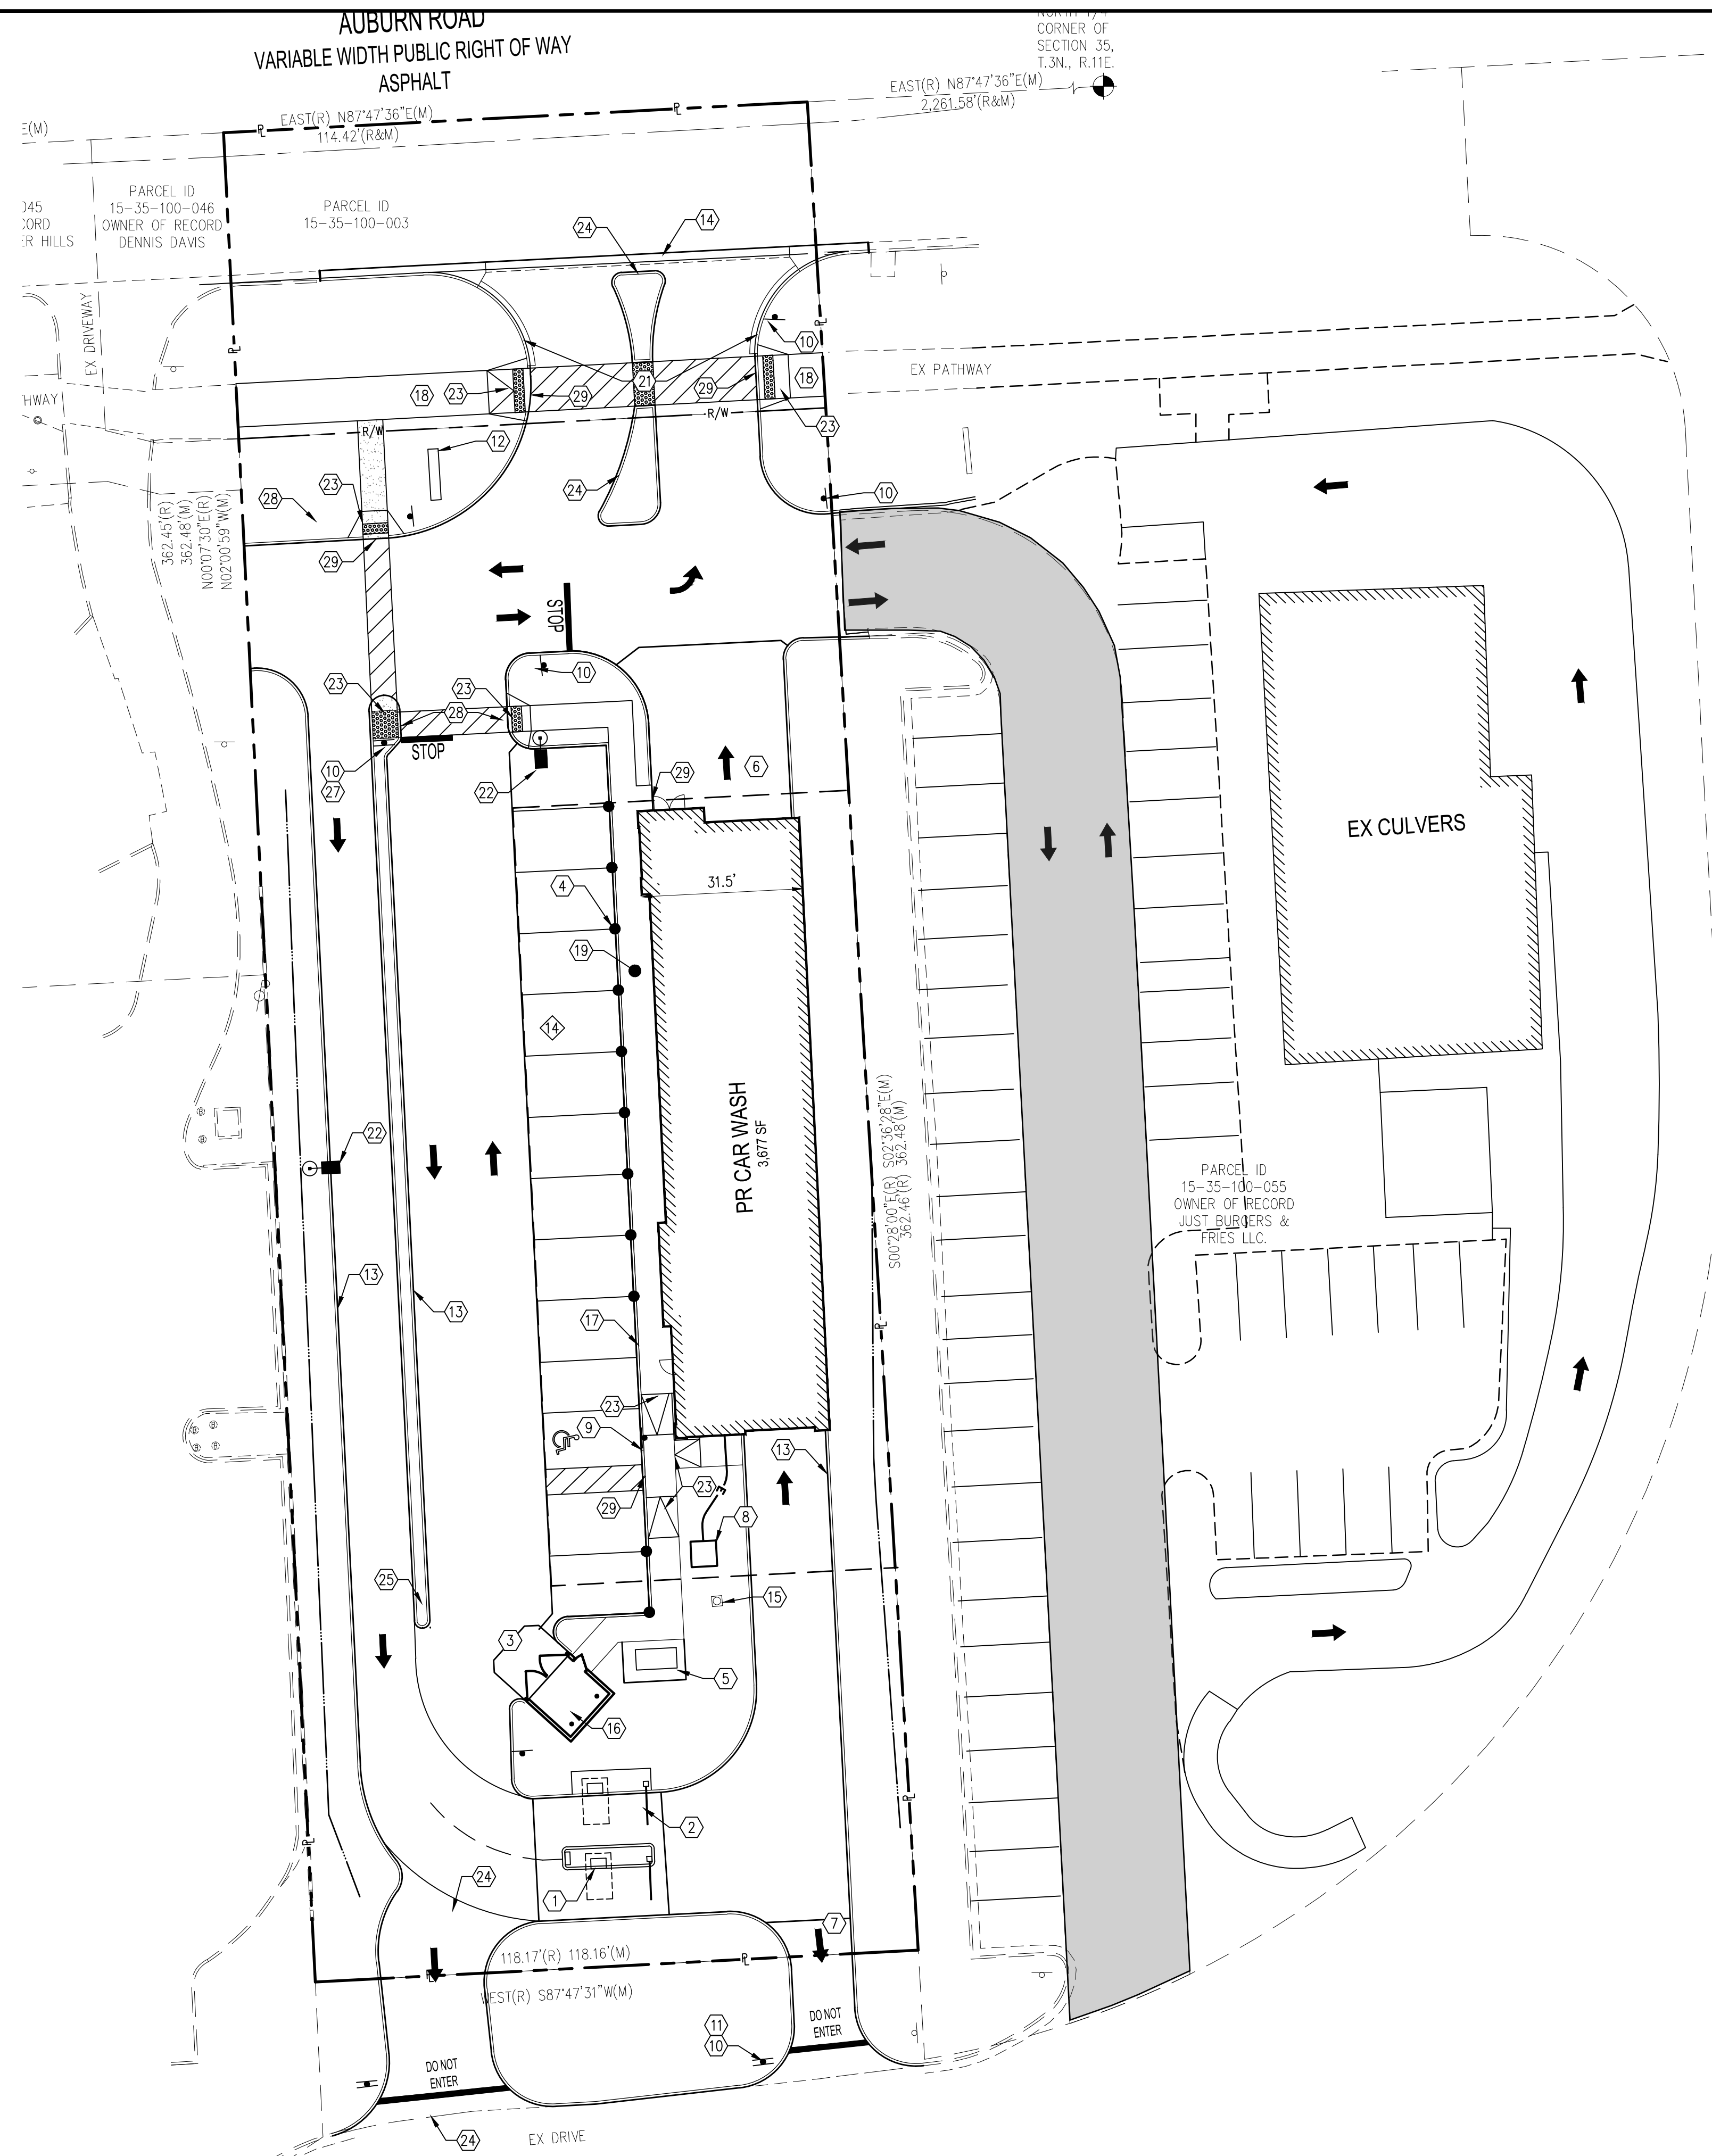 AUBURN ROAD
VARIABLE WIDTH PUBLIC RIGHT OF WAY
ASPHALT
CORNER OF
SECTION 35,
T.3N., R.11E.
EAST(R) N87°47'36"E(M)
2,261.58'(R&M)
EAST(R) N87°47'36"E(M)
114.42'(R&M)
E(M)
PARCEL ID
15-35-100-046
OWNER OF RECORD
DENNIS DAVIS
PARCEL ID
15-35-100-003
045
CORD
ER HILLS
EX DRIVEWAY
HWAY
24
14
10
EX PATHWAY
18
23
29
21
29
18
23
R/W
R/W
12
23
28
24
10
29
362.45'(R)
362.48'(M)
N00°07'30"E(R)
N02°00'59"W(M)
STOP
10
23
23
28
STOP
10
27
22
6
29
EX CULVERS
31.5'
4
19
14
PR CAR WASH
3,677 SF
S00°28'00"E(R) S02°36'28"E(M)
362.46'(R) 362.48'(M)
22
PARCEL ID
15-35-100-055
OWNER OF RECORD
JUST BURGERS &
FRIES LLC.
13
13
17
23
9
13
29
23
8
25
15
3
5
16
2
24
1
7
118.17'(R) 118.16'(M)
WEST(R) S87°47'31"W(M)
DO NOT
ENTER
11
10
DO NOT
ENTER
24
EX DRIVE